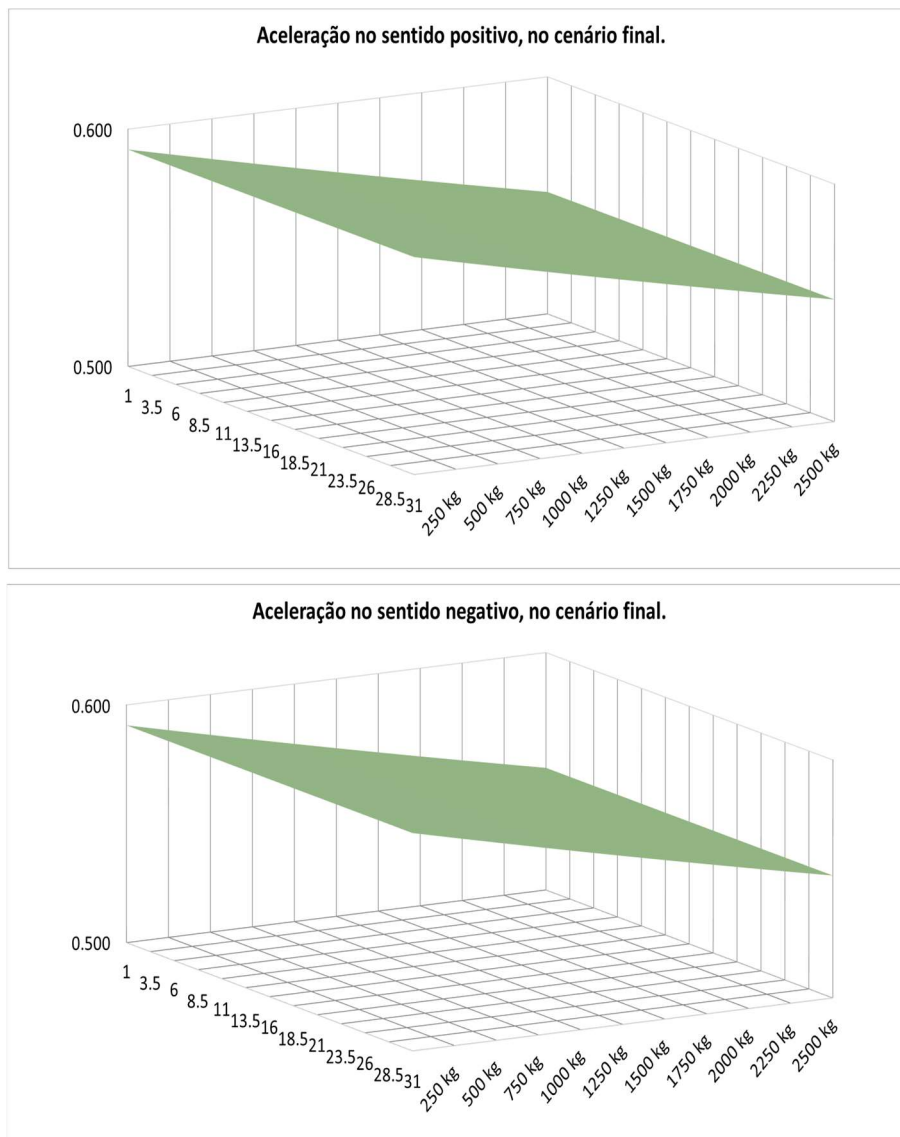 Aceleração no sentido positivo, no cenário final.
0.600
0.500
1
3.5
6
8.5
11
13.5
16
18.5
21
23.5
26
28.5
31
250 kg
500 kg
750 kg
1000 kg
1250 kg
1500 kg
1750 kg
2000 kg
2250 kg
2500 kg
Aceleração no sentido negativo, no cenário final.
0.600
0.500
1
3.5
6
8.5
11
13.5
16
18.5
21
23.5
26
28.5
31
250 kg
500 kg
750 kg
1000 kg
1250 kg
1500 kg
1750 kg
2000 kg
2250 kg
2500 kg